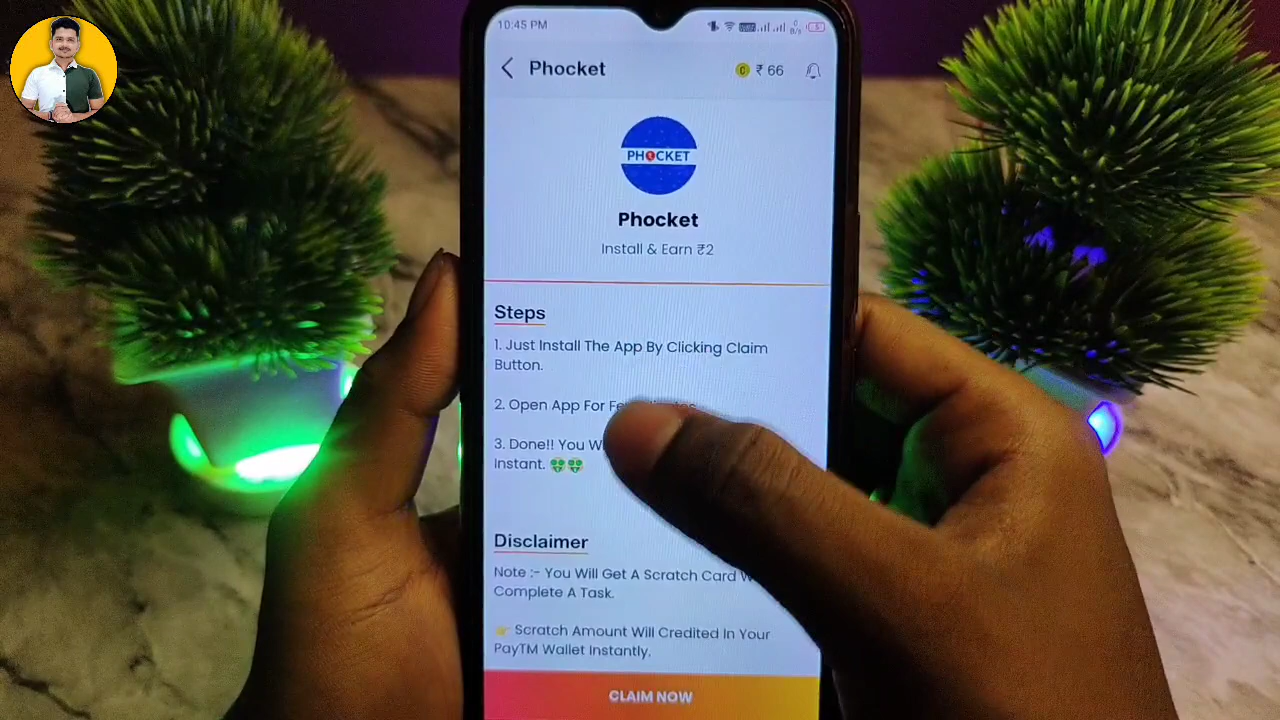 10:45 PM
Phocket
₹ 66
PHOCKET
Phocket
Install & Earn ₹2
Steps
1. Just Install The App By Clicking Claim
Button.
2. Open App For
3. Done!! You
Instant. 🤑🤑
Disclaimer
Note :- You Will Get A Scratch Card
Complete A Task.
👉 Scratch Amount Will Credited In Your
PayTM Wallet Instantly.
CLAIM NOW